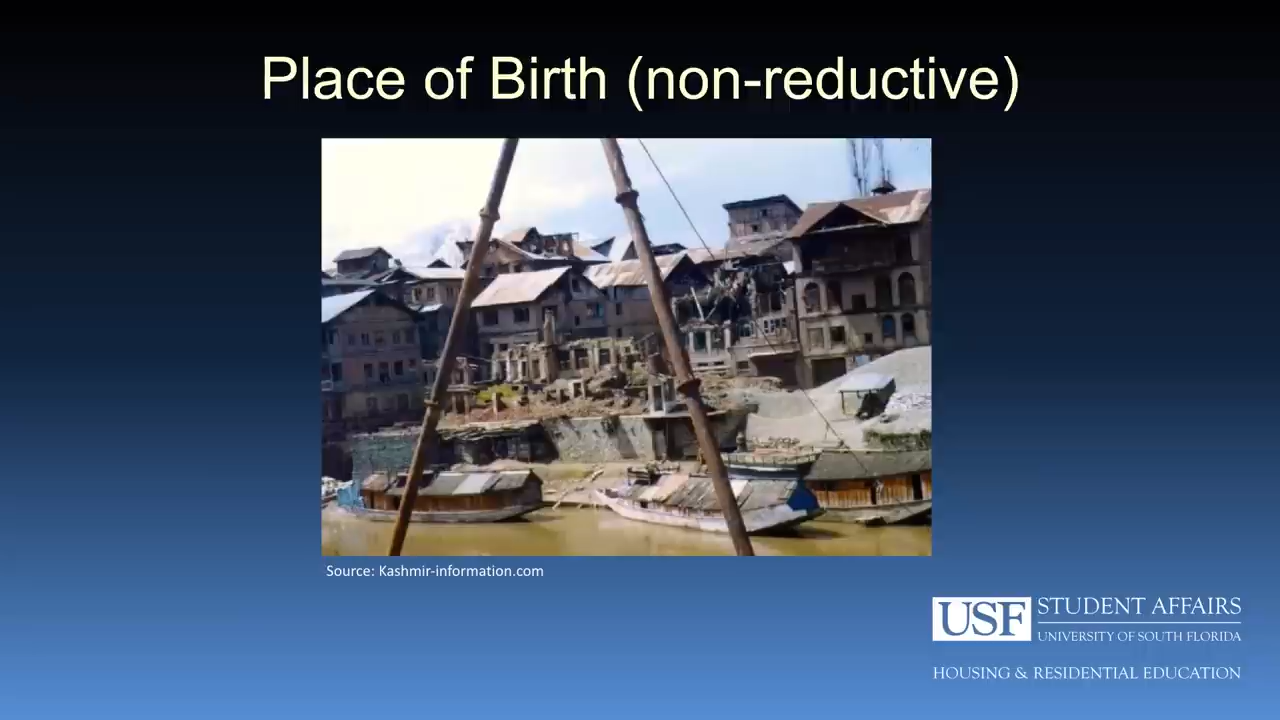 Place of Birth (non-reductive)
Source: Kashmir-information.com
USF STUDENT AFFAIRS
UNIVERSITY OF SOUTH FLORIDA
HOUSING & RESIDENTIAL EDUCATION